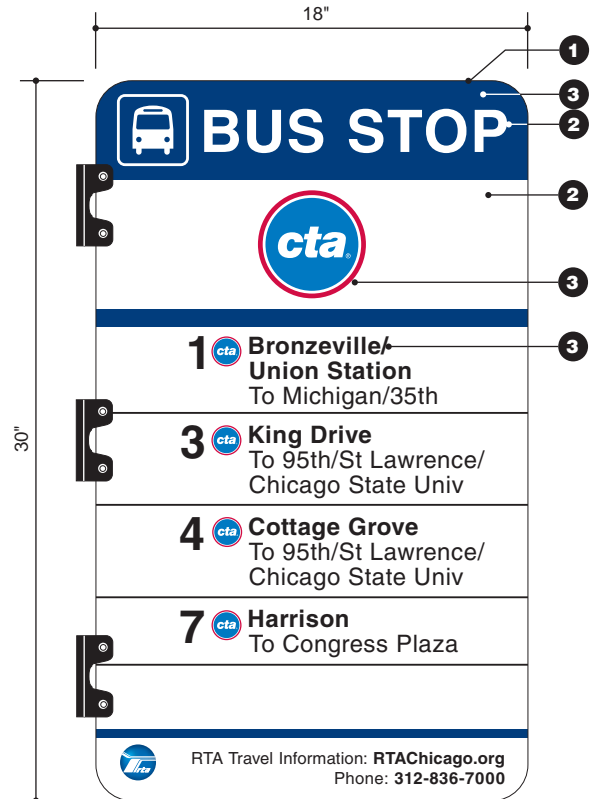 18"
1
3
BUS STOP
2
2
cta®
3
30"
1 cta Bronzeville/
Union Station
To Michigan/35th
3
3 cta King Drive
To 95th/St Lawrence/
Chicago State Univ
4 cta Cottage Grove
To 95th/St Lawrence/
Chicago State Univ
7 cta Harrison
To Congress Plaza
rta RTA Travel Information: RTAChicago.org
Phone: 312-836-7000